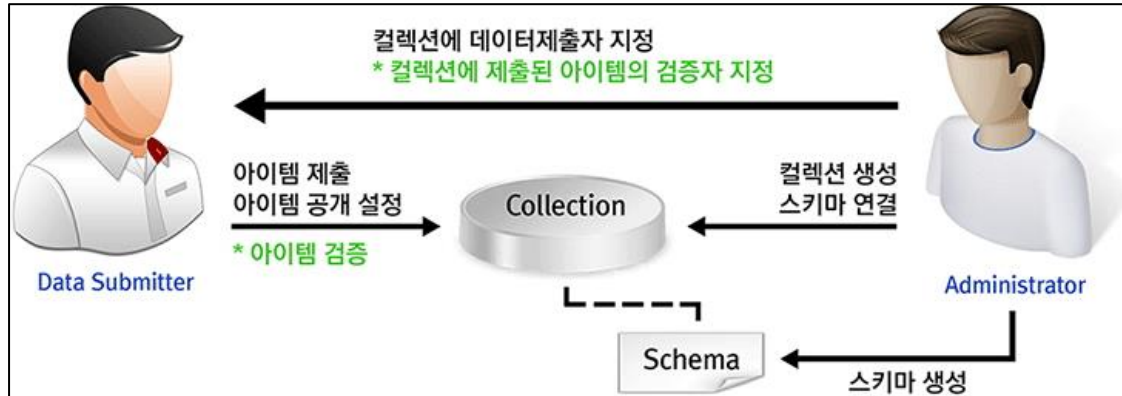 컬렉션에 데이터제출자 지정
* 컬렉션에 제출된 아이템의 검증자 지정
아이템 제출
아이템 공개 설정
* 아이템 검증
Data Submitter
Collection
컬렉션 생성
스키마 연결
Administrator
Schema
스키마 생성